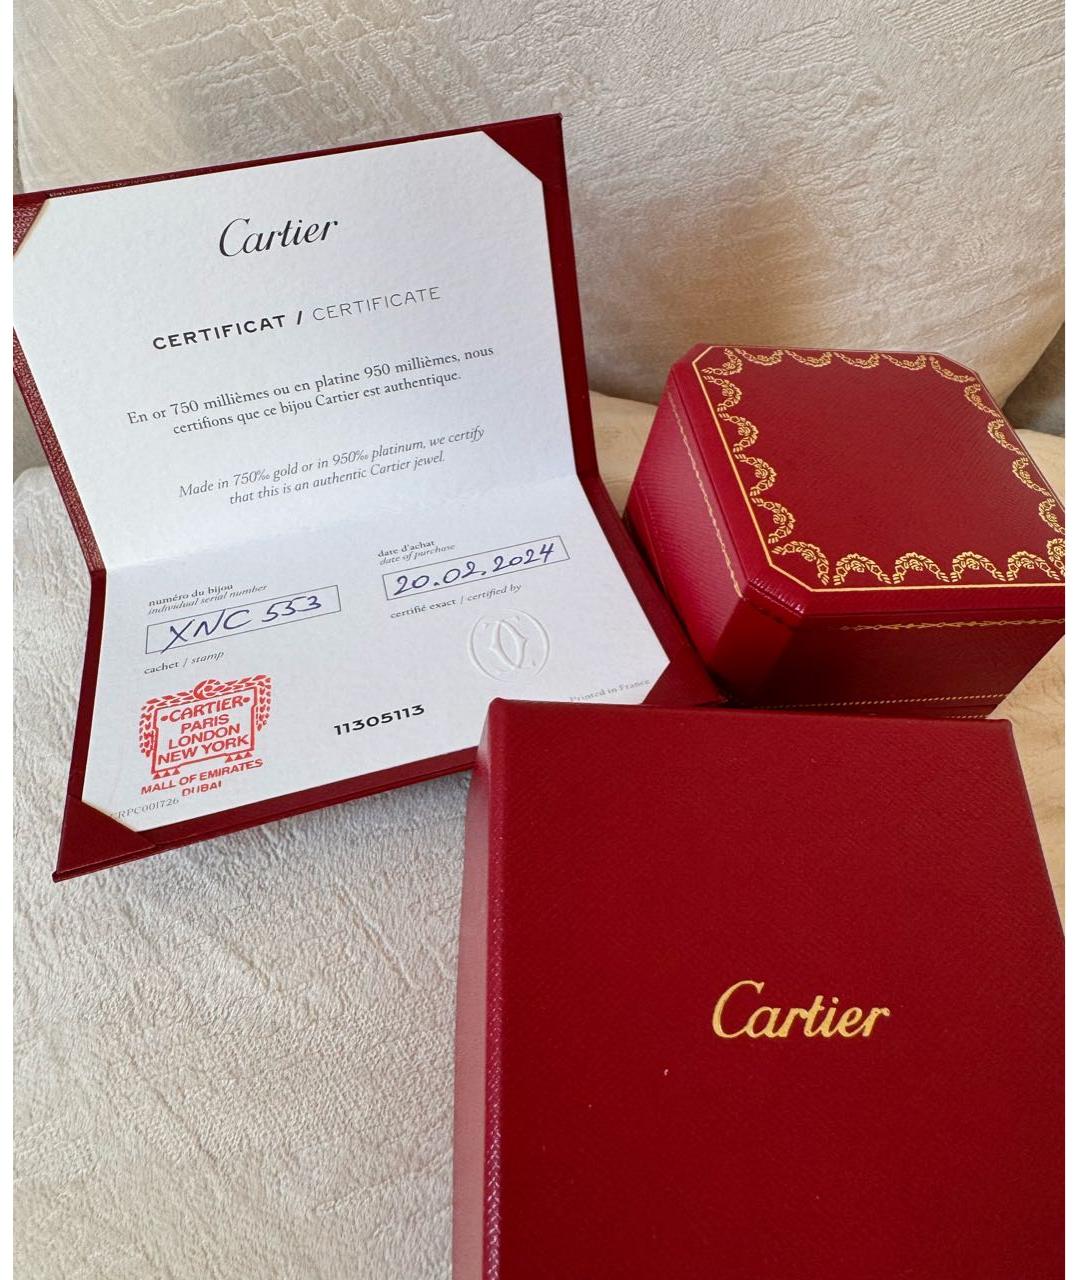 Cartier
CERTIFICAT / CERTIFICATE
En or 750 millièmes ou en platine 950 millièmes, nous
certifions que ce bijou Cartier est authentique.
Made in 750‰ gold or in 950‰ platinum, we certify
that this is an authentic Cartier jewel.
numéro du bijou
individual serial number
XNC 553
date d'achat
date of purchase
20.02.2024
certifié exact / certified by
cachet / stamp
CARTIER
PARIS
LONDON
NEW YORK
MALL OF EMIRATES
DUBAI
11305113
Printed in France
RPC001726
Cartier